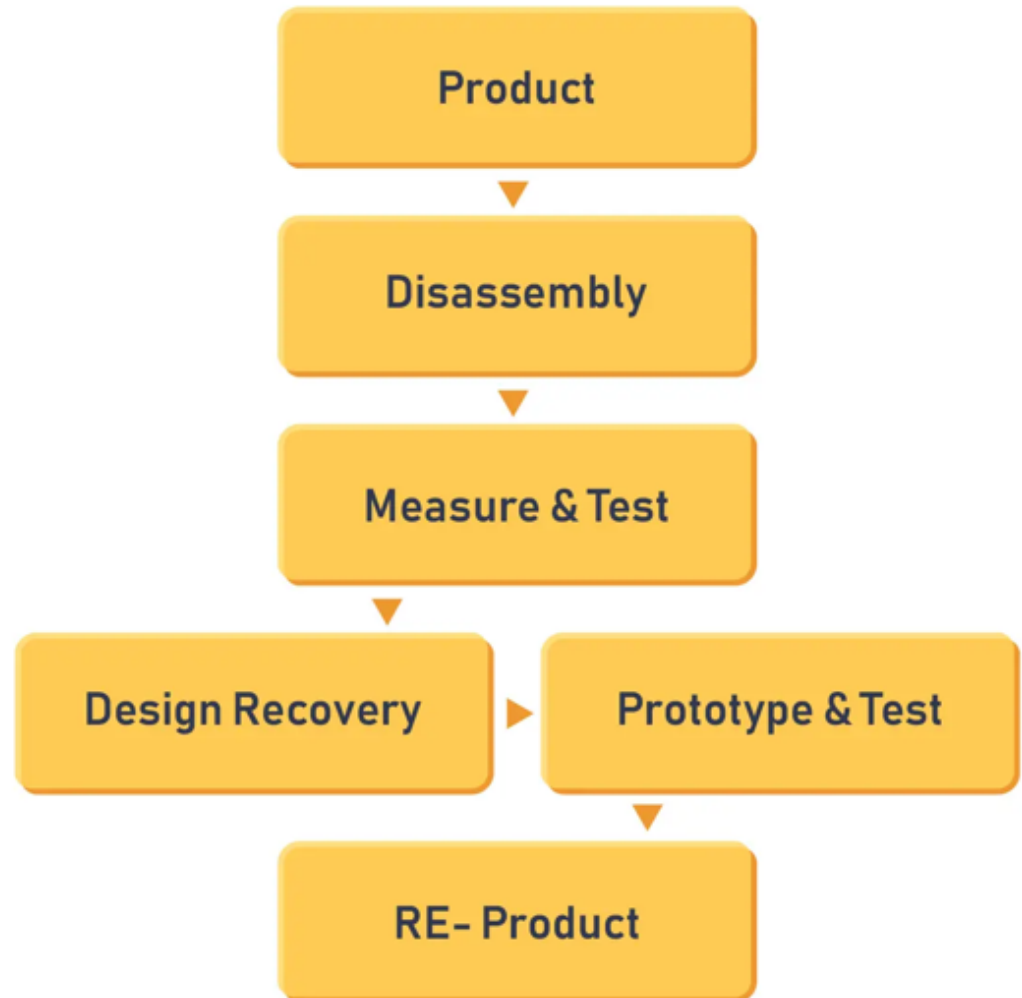 Product
Disassembly
Measure & Test
Design Recovery
Prototype & Test
RE- Product